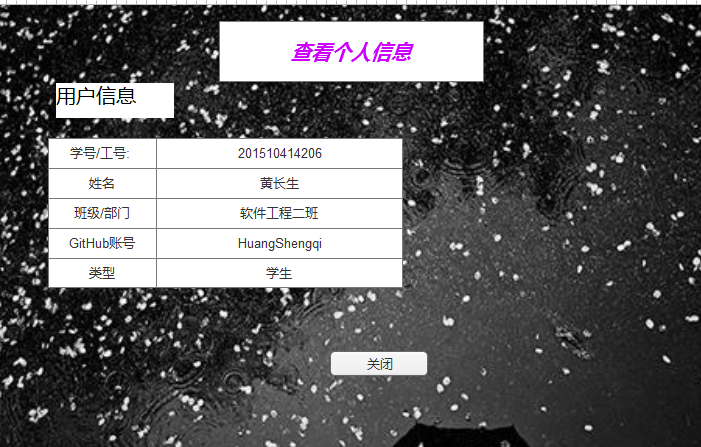 查看个人信息
用户信息
学号/工号: 201510414206
姓名 黄长生
班级/部门 软件工程二班
GitHub账号 HuangShengqi
类型 学生
关闭